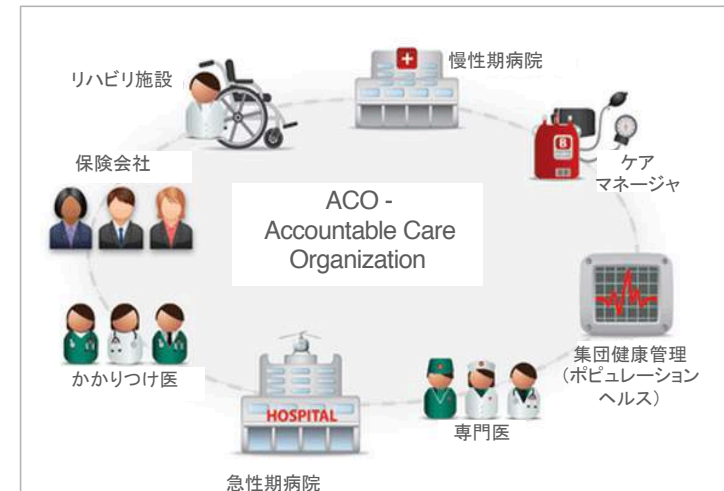 リハビリ施設
慢性期病院
保険会社
ケア
マネージャ
B
ACO -
Accountable Care
Organization
かかりつけ医
集団健康管理
（ポピュレーション
ヘルス）
HOSPITAL
専門医
急性期病院